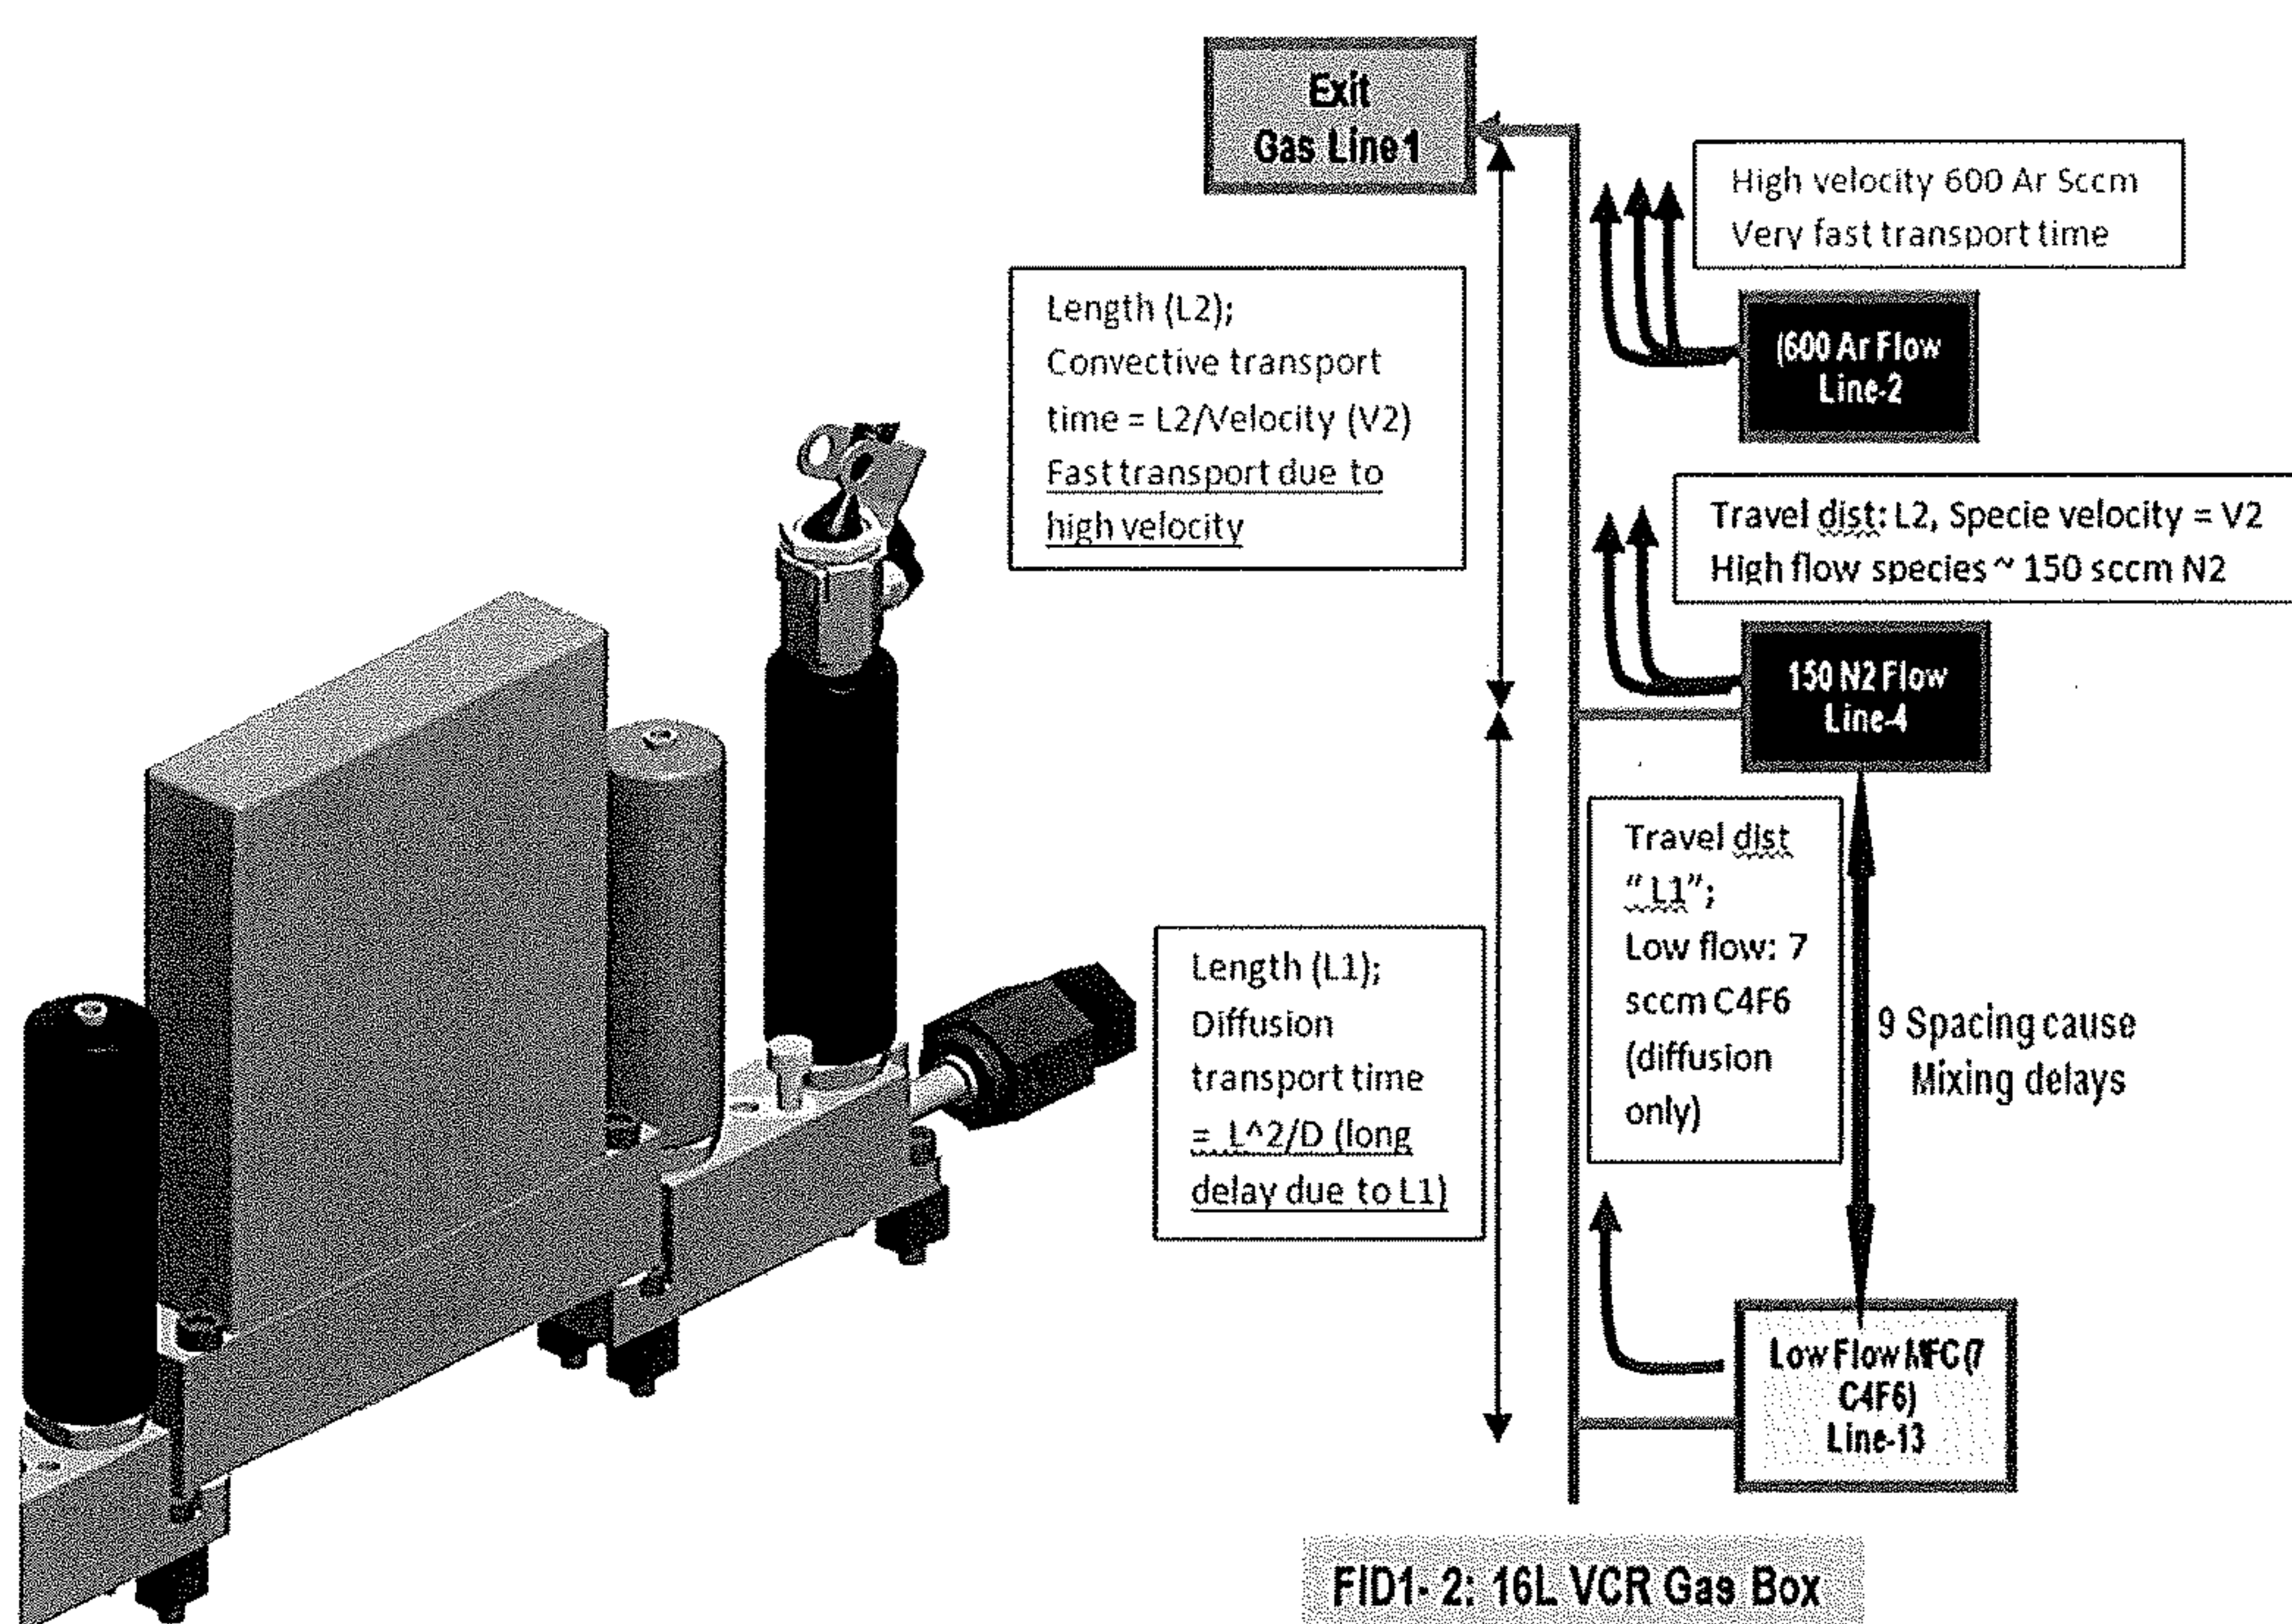 Exit
Gas Line 1
High velocity 600 Ar Sccm
Very fast transport time
Length (L2);
Convective transport
time = L2/Velocity (V2)
Fast transport due to
high velocity
(600 Ar Flow
Line-2
Travel dist: L2, Specie velocity = V2
High flow species ~ 150 sccm N2
150 N2 Flow
Line-4
Travel dist
“ L1”;
Low flow: 7
sccm C4F6
(diffusion
only)
9 Spacing cause
Mixing delays
Length (L1);
Diffusion
transport time
= L^2/D (long
delay due to L1)
Low Flow MFC (7
C4F6)
Line-13
FID1- 2: 16L VCR Gas Box